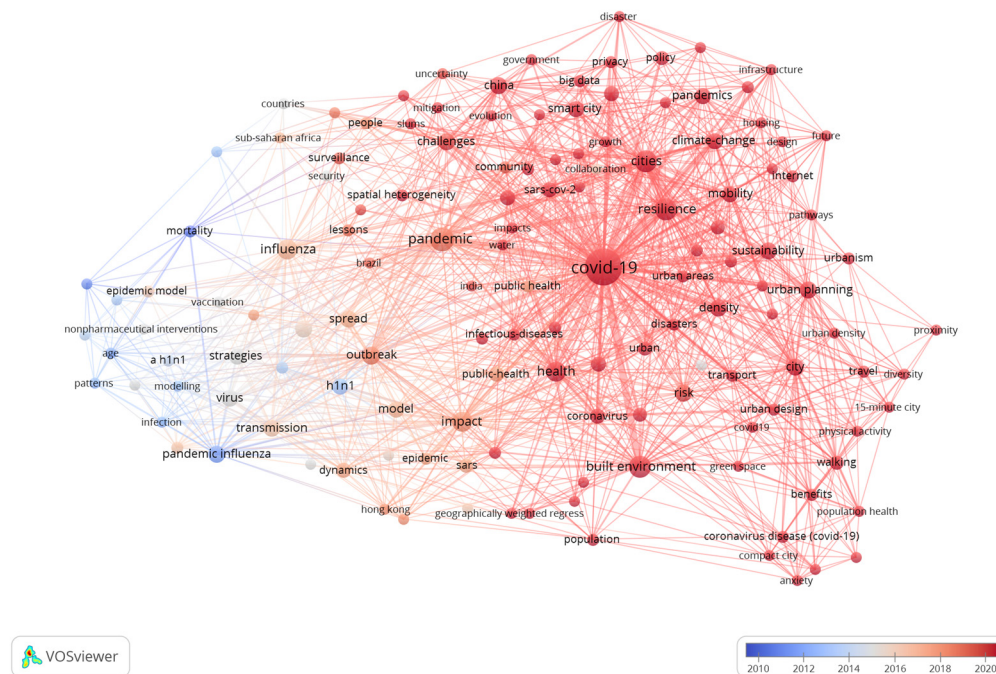 disaster
government
privacy
policy
uncertainty
infrastructure
china
big data
pandemics
countries
mitigation
smart city
evolution
people
slums
housing
sub-saharan africa
challenges
growth
climate-change
design
future
surveillance
cities
community
collaboration
security
internet
spatial heterogeneity
sars-cov-2
mobility
resilience
pathways
mortality
lessons
impacts
pandemic
influenza
water
sustainability
urbanism
brazil
covid-19
urban areas
india
public health
epidemic model
urban planning
vaccination
density
spread
disasters
nonpharmaceutical interventions
infectious-diseases
urban density
proximity
age
a h1n1
strategies
outbreak
urban
health
city
public-health
transport
travel
diversity
patterns
modelling
h1n1
virus
risk
model
15-minute city
urban design
infection
impact
coronavirus
transmission
covid19
physical activity
pandemic influenza
epidemic
sars
built environment
green space
walking
dynamics
benefits
hong kong
geographically weighted regress
population health
population
coronavirus disease (covid-19)
compact city
anxiety
VOSviewer
2010 2012 2014 2016 2018 2020